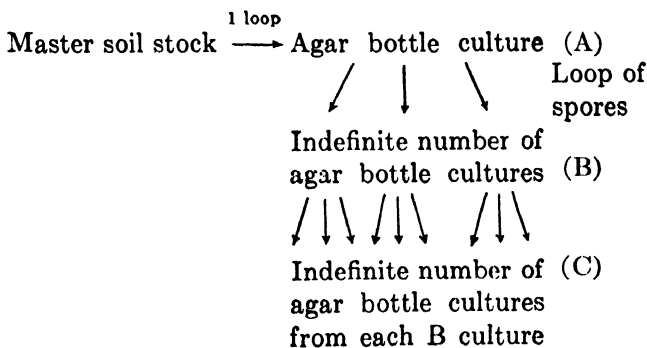 1 loop
Master soil stock Agar bottle culture (A)
Loop of
spores
Indefinite number of
agar bottle cultures (B)
Indefinite number of (C)
agar bottle cultures
from each B culture